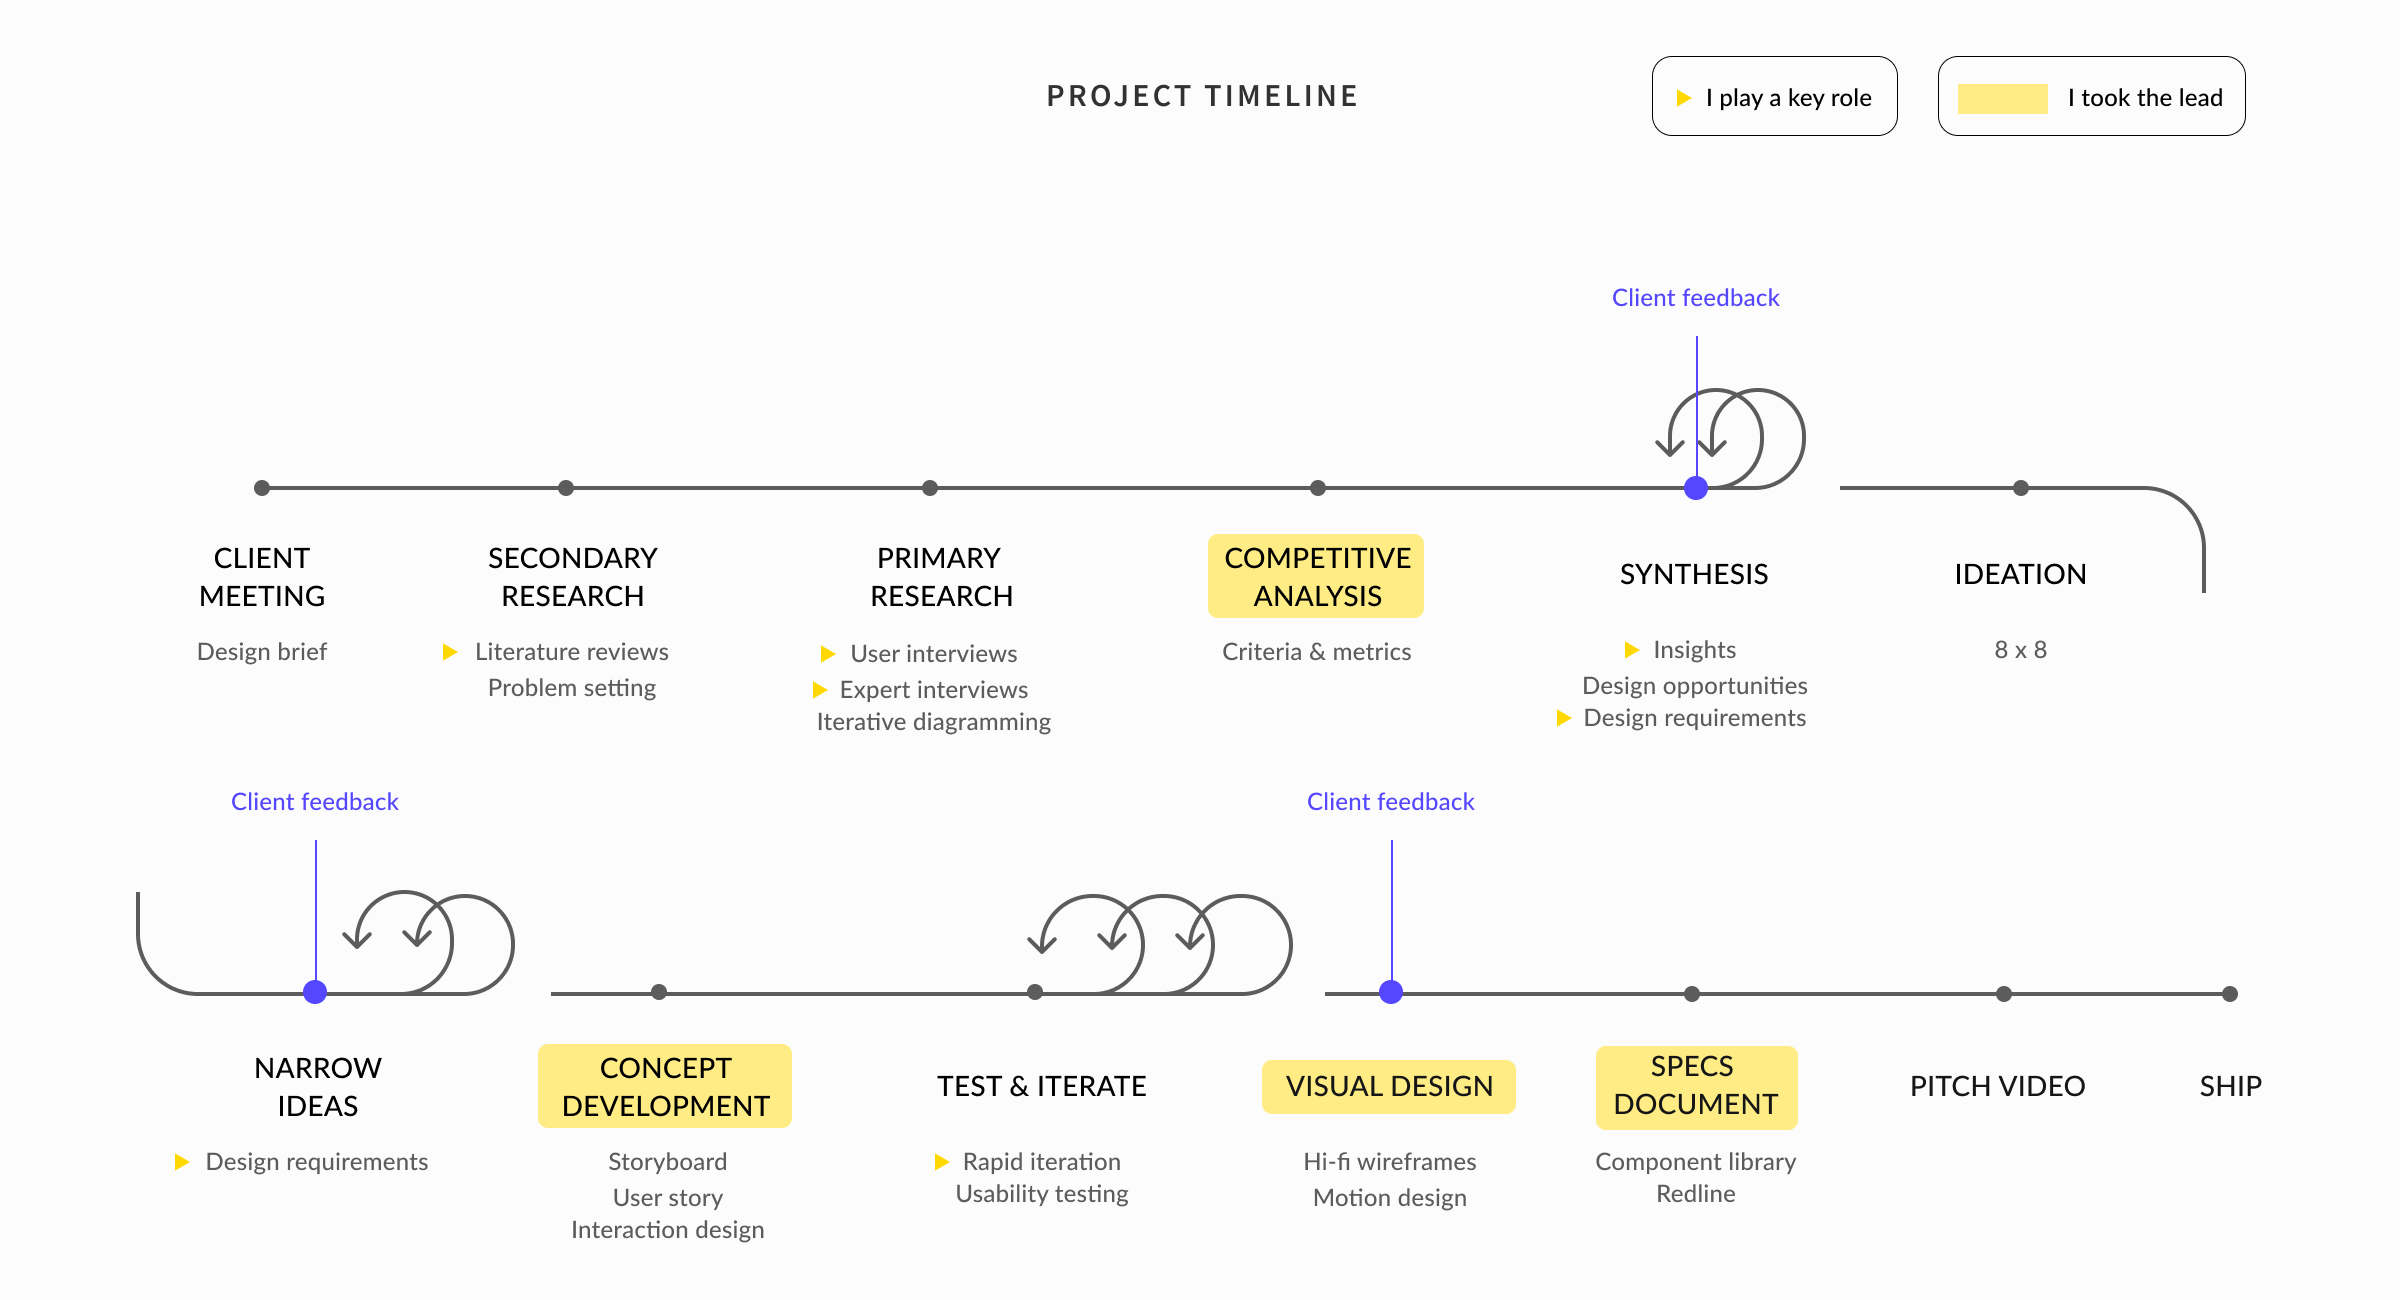 PROJECT TIMELINE
I play a key role
I took the lead
Client feedback
CLIENT
MEETING
Design brief
SECONDARY
RESEARCH
Literature reviews
Problem setting
PRIMARY
RESEARCH
User interviews
Expert interviews
Iterative diagramming
COMPETITIVE
ANALYSIS
Criteria & metrics
SYNTHESIS
Insights
Design opportunities
Design requirements
IDEATION
8 x 8
Client feedback
Client feedback
NARROW
IDEAS
Design requirements
CONCEPT
DEVELOPMENT
Storyboard
User story
Interaction design
TEST & ITERATE
Rapid iteration
Usability testing
VISUAL DESIGN
Hi-fi wireframes
Motion design
SPECS
DOCUMENT
Component library
Redline
PITCH VIDEO
SHIP